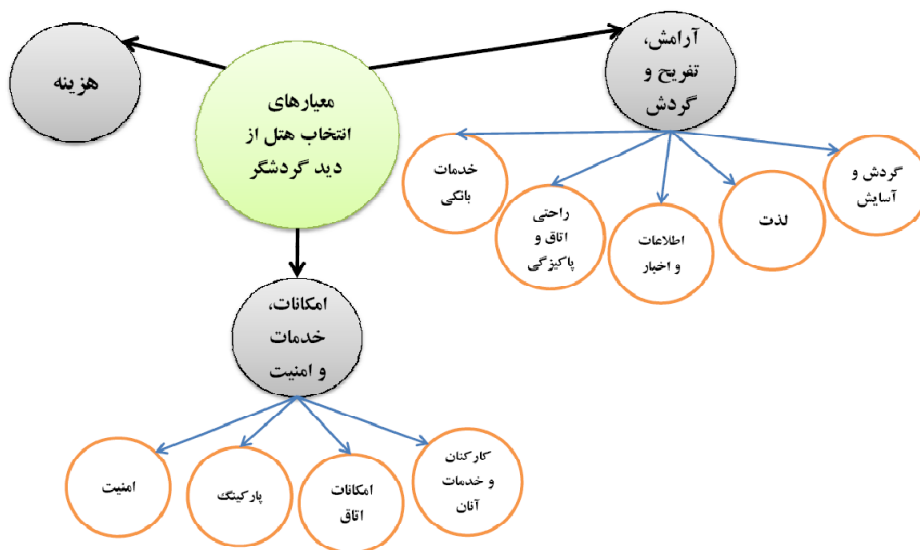 معیارهای
انتخاب هتل از
دید گردشگر
آرامش،
تفریح و
گردش
هزینه
گردش و
آسایش
لذت
اطلاعات
و اخبار
راحتی
اتاق و
پاکیزگی
خدمات
بانکی
امکانات،
خدمات
و امنیت
کارکنان
و خدمات
آنان
امکانات
اتاق
پارکینگ
امنیت